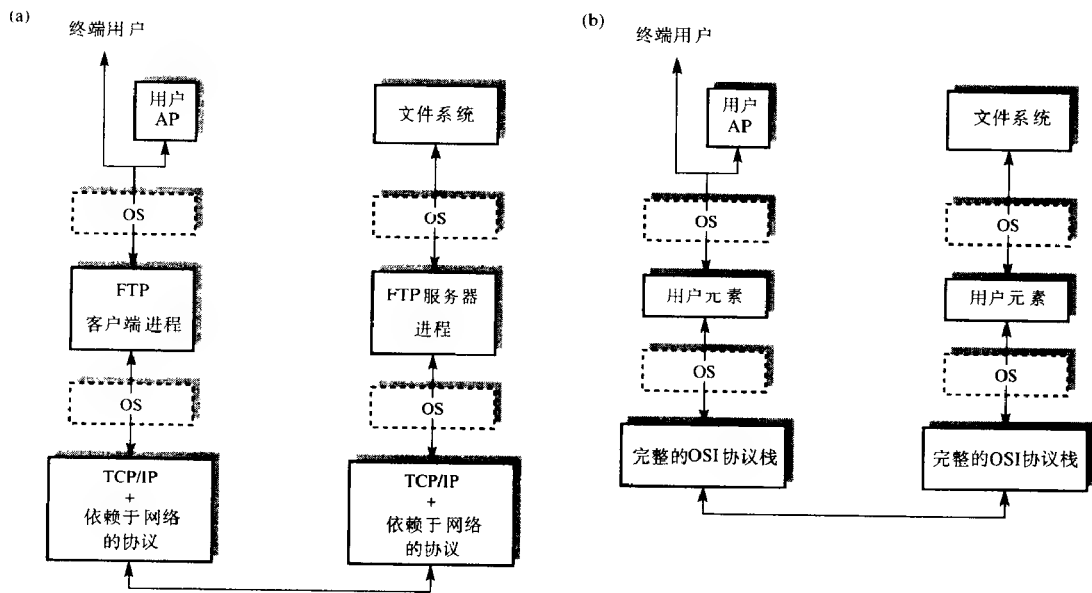 (a)
终端用户
用户
AP
文件系统
OS
OS
FTP
客户端进程
FTP服务器
进程
OS
OS
TCP/IP
+
依赖于网络
的协议
TCP/IP
+
依赖于网络
的协议
(b)
终端用户
用户
AP
文件系统
OS
OS
用户元素
用户元素
OS
OS
完整的OSI协议栈
完整的OSI协议栈